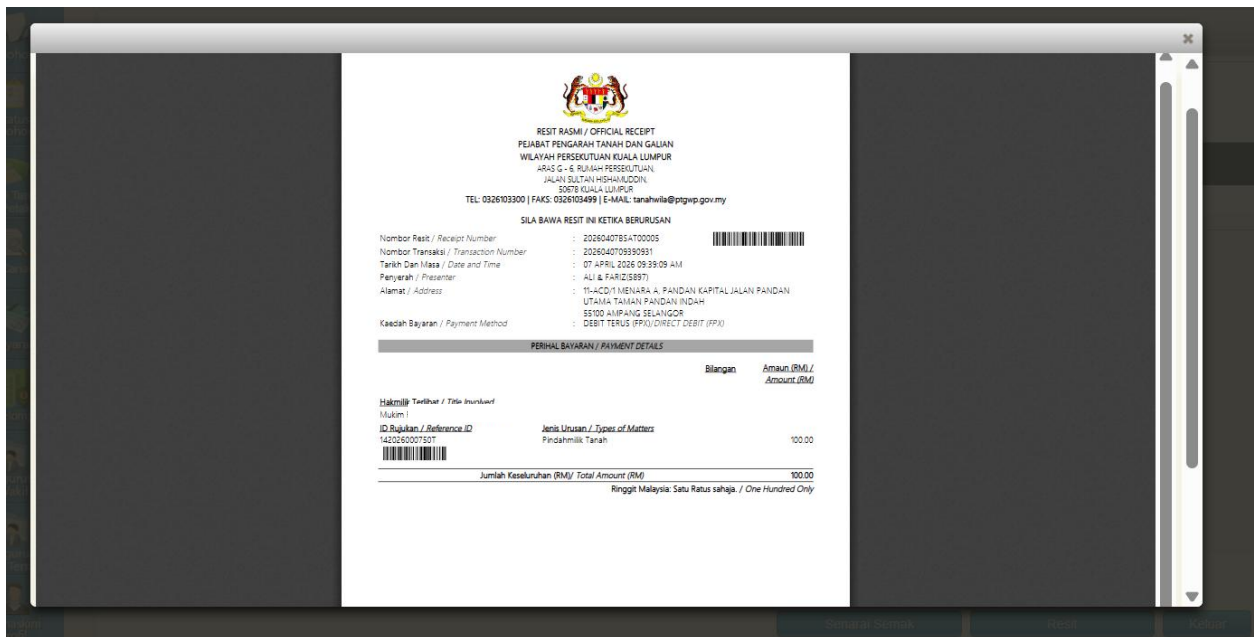 RESIT RASMI / OFFICIAL RECEIPT
PEJABAT PENGARAH TANAH DAN GALIAN
WILAYAH PERSEKUTUAN KUALA LUMPUR
ARAS G - 6, RUMAH PERSEKUTUAN,
JALAN SULTAN HISHAMUDDIN,
50678 KUALA LUMPUR
TEL: 0326103300 | FAKS: 0326103499 | E-MAIL: tanahwila@ptgwp.gov.my
SILA BAWA RESIT INI KETIKA BERURUSAN
Nombor Resit / Receipt Number : 20260407BSAT00005
Nombor Transaksi / Transaction Number : 2026040709390931
Tarikh Dan Masa / Date and Time : 07 APRIL 2026 09:39:09 AM
Penyerah / Presenter : ALI & FARIZ(5897)
Alamat / Address : 11-ACD/1 MENARA A, PANDAN KAPITAL JALAN PANDAN
UTAMA TAMAN PANDAN INDAH
55100 AMPANG SELANGOR
Kaedah Bayaran / Payment Method : DEBIT TERUS (FPX)/DIRECT DEBIT (FPX)
PERIHAL BAYARAN / PAYMENT DETAILS
Bilangan Amaun (RM) /
Amount (RM)
Hakmilik Terlibat / Title Involved
Mukim
ID Rujukan / Reference ID Jenis Urusan / Types of Matters
142026000750T Pindahmilik Tanah 100.00
Jumlah Keseluruhan (RM)/ Total Amount (RM) 100.00
Ringgit Malaysia: Satu Ratus sahaja. / One Hundred Only
Senarai Semak Resit Keluar